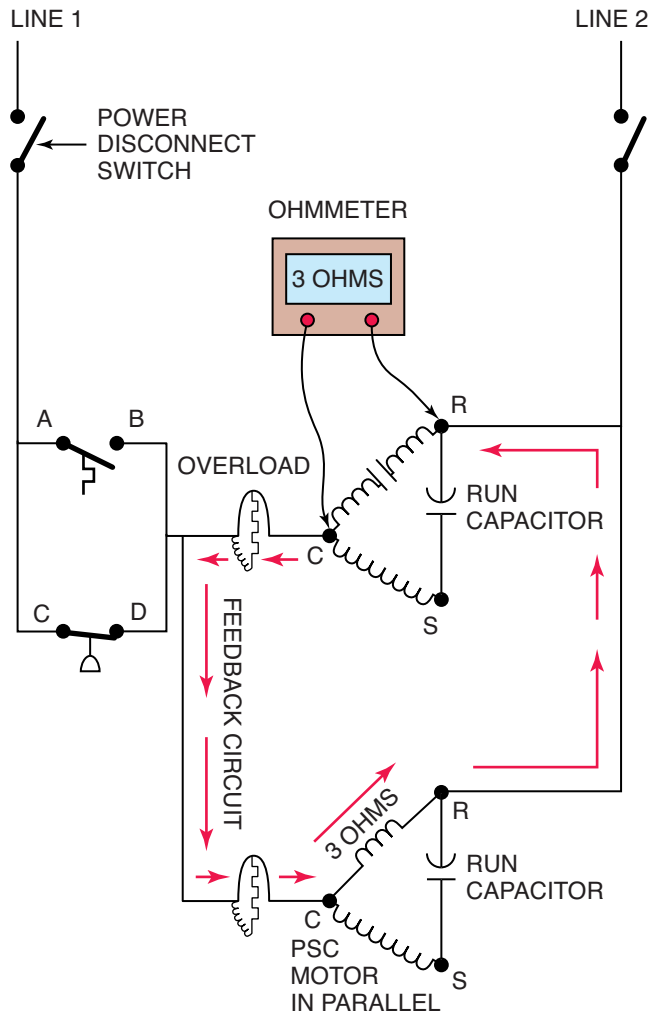 LINE 1
LINE 2
POWER
DISCONNECT
SWITCH
OHMMETER
3 OHMS
A
B
R
OVERLOAD
RUN
CAPACITOR
C
C
D
S
FEEDBACK CIRCUIT
3 OHMS
R
RUN
CAPACITOR
C
PSC
MOTOR
IN PARALLEL
S